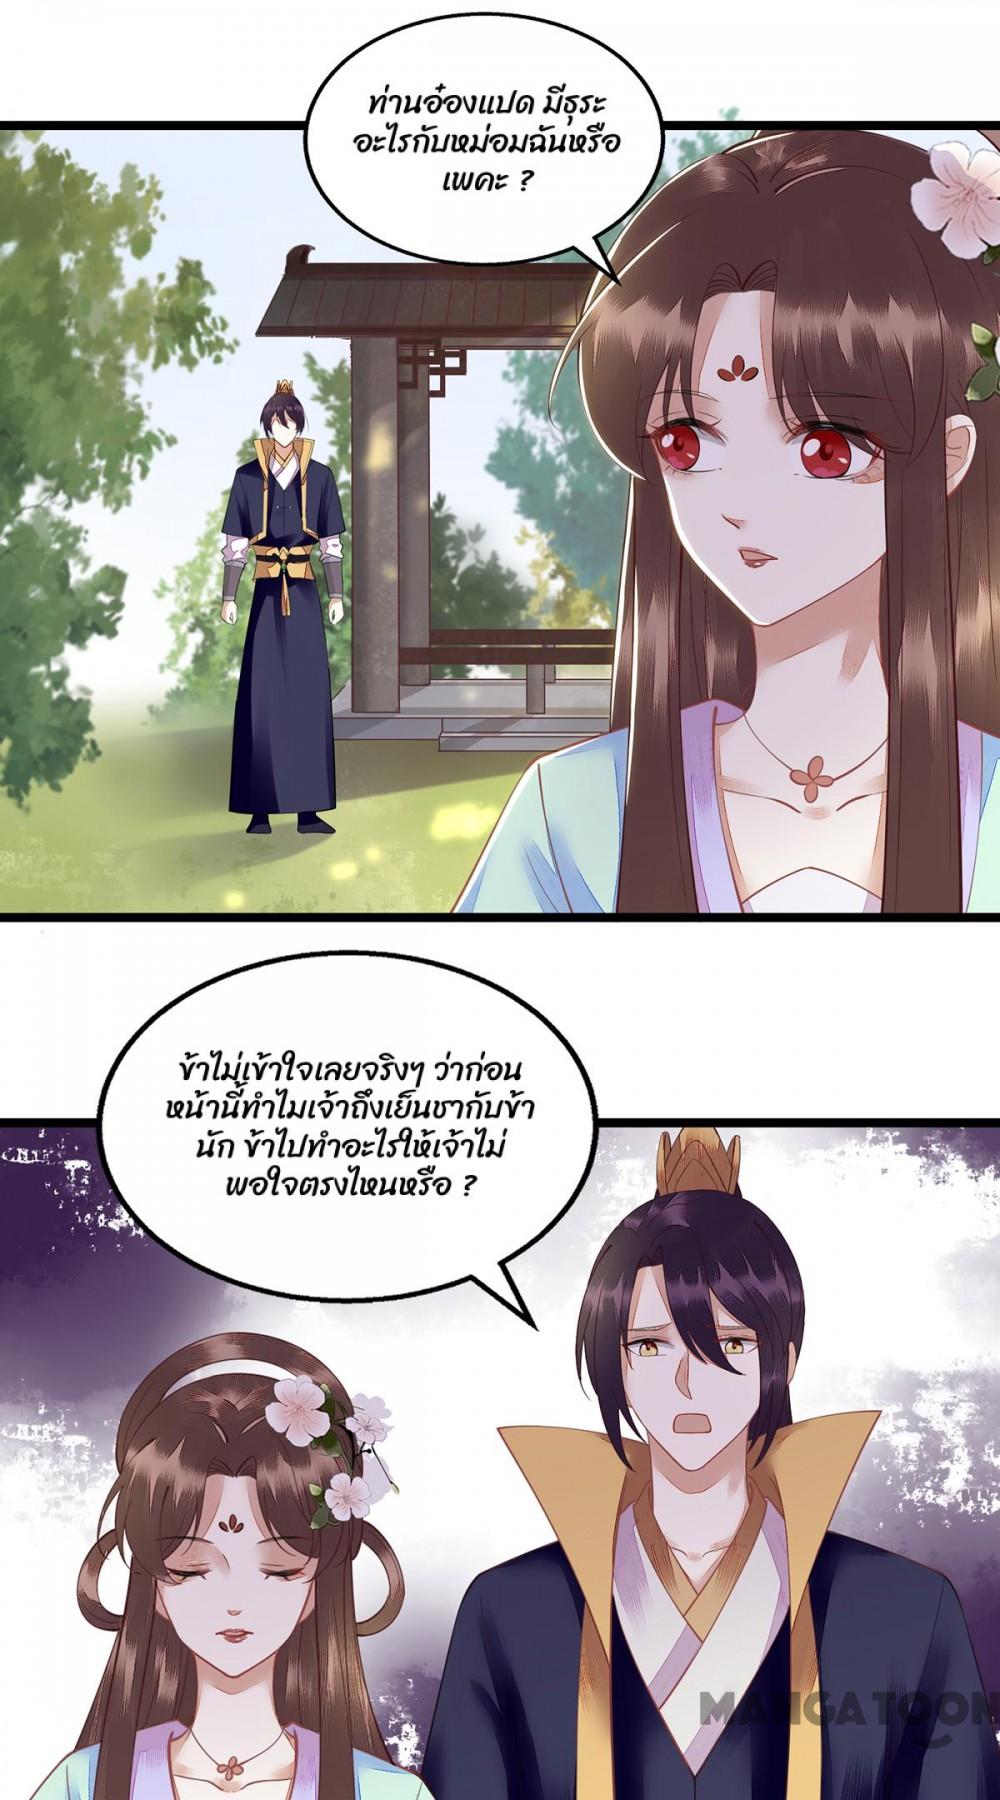 ท่านอ๋องแปด มีธุระ
อะไรกับหม่อมฉันหรือ
เพคะ ?
ข้าไม่เข้าใจเลยจริงๆ ว่าก่อน
หน้านี้ทำไมเจ้าถึงเย็นชากับข้า
นัก ข้าไปทำอะไรให้เจ้าไม่
พอใจตรงไหนหรือ ?
MANGATOON